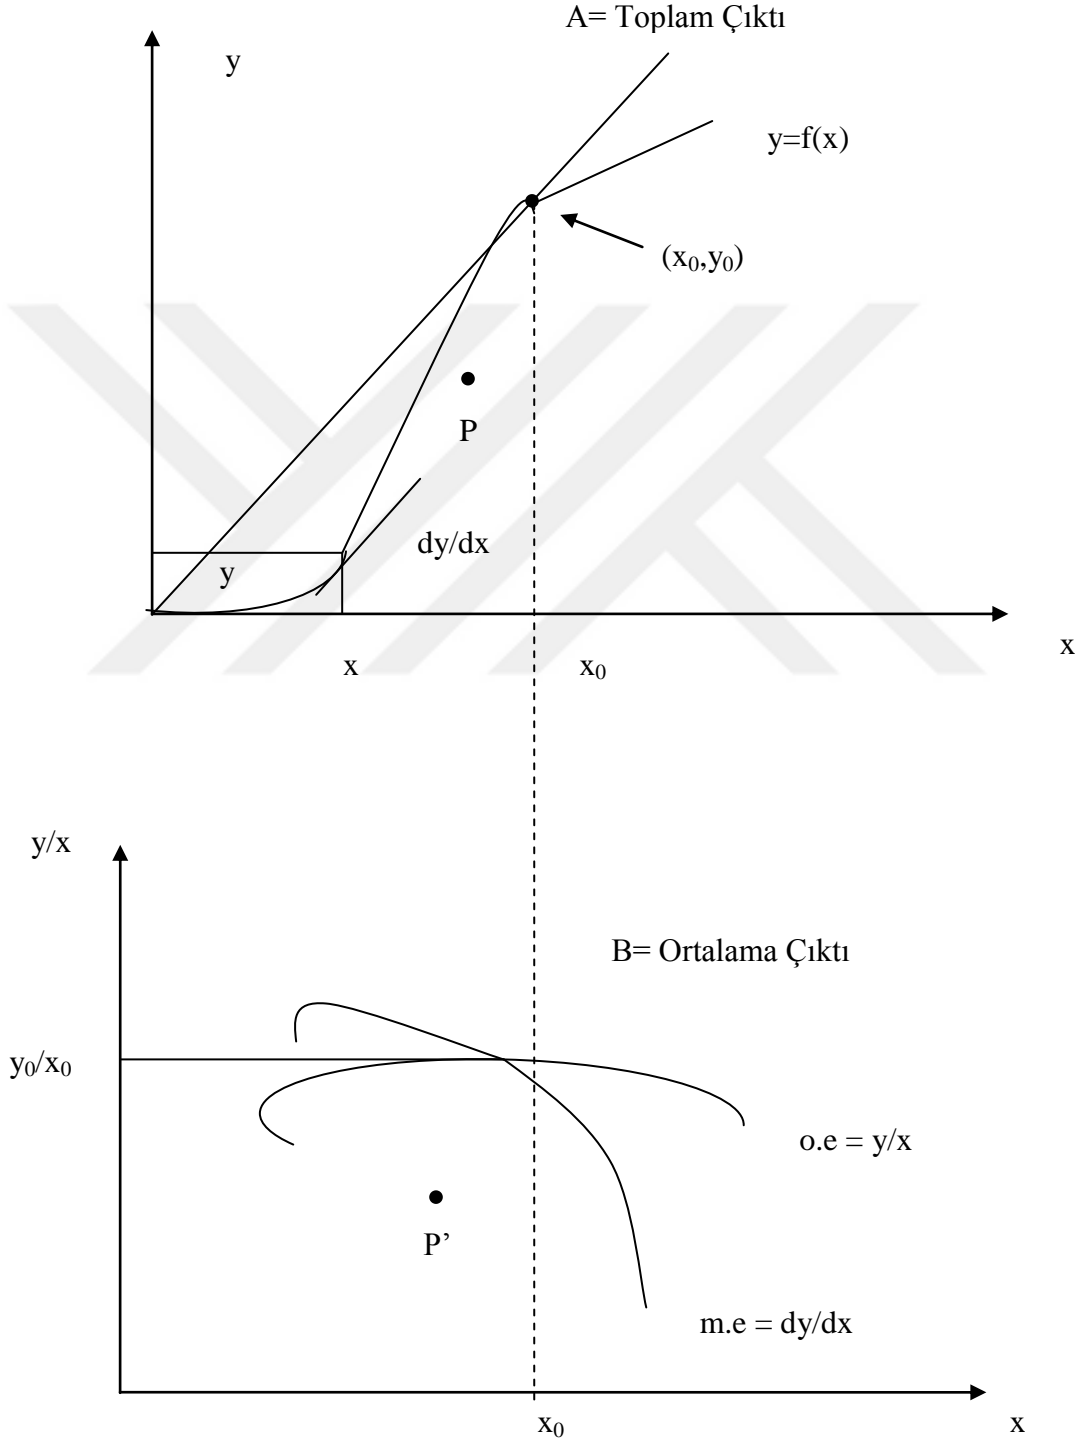 A= Toplam Çıktı
y
y=f(x)
(x₀,y₀)
P
dy/dx
y
x
x
x₀
y/x
B= Ortalama Çıktı
y₀/x₀
o.e = y/x
P’
m.e = dy/dx
x₀
x